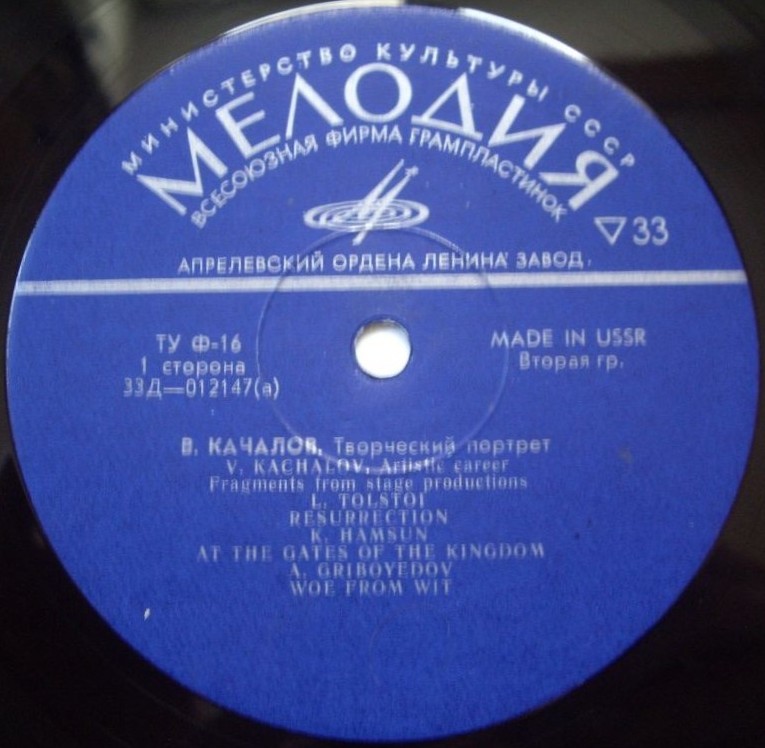 МИНИСТЕРСТВО КУЛЬТУРЫ СССР
МЕЛОДИЯ
ВСЕСОЮЗНАЯ ФИРМА ГРАМПЛАСТИНОК
▽33
АПРЕЛЕВСКИЙ ОРДЕНА ЛЕНИНА ЗАВОД
ТУ Ф-16
1 сторона
33Д—012147(а)
MADE IN USSR
Вторая гр.
В. КАЧАЛОВ. Творческий портрет
V. KACHALOV, Artistic career
Fragments from stage productions
L. TOLSTOI
RESURRECTION
K. HAMSUN
AT THE GATES OF THE KINGDOM
A. GRIBOYEDOV
WOE FROM WIT